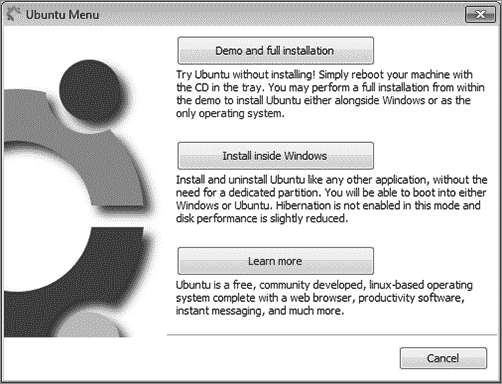 Ubuntu Menu
Demo and full installation
Try Ubuntu without installing! Simply reboot your machine with
the CD in the tray. You may perform a full installation from within
the demo to install Ubuntu either alongside Windows or as the
only operating system.
Install inside Windows
Install and uninstall Ubuntu like any other application, without the
need for a dedicated partition. You will be able to boot into either
Windows or Ubuntu. Hibernation is not enabled in this mode and
disk performance is slightly reduced.
Learn more
Ubuntu is a free, community developed, linux-based operating
system complete with a web browser, productivity software,
instant messaging, and much more.
Cancel